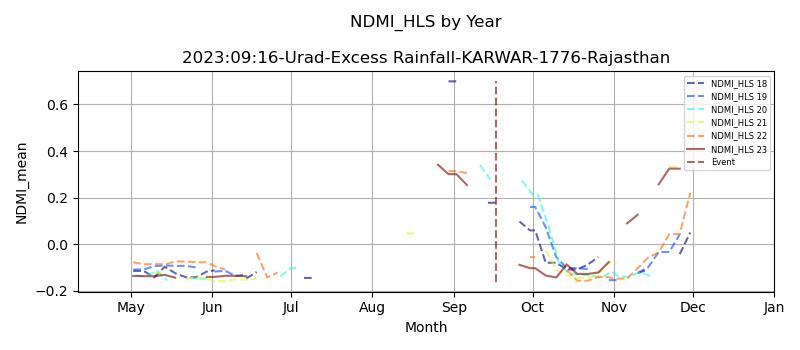 NDMI_HLS by Year
2023:09:16-Urad-Excess Rainfall-KARWAR-1776-Rajasthan
NDMI_mean
0.6
0.4
0.2
0.0
−0.2
May
Jun
Jul
Aug
Sep
Oct
Nov
Dec
Jan
Month
NDMI_HLS 18
NDMI_HLS 19
NDMI_HLS 20
NDMI_HLS 21
NDMI_HLS 22
NDMI_HLS 23
Event